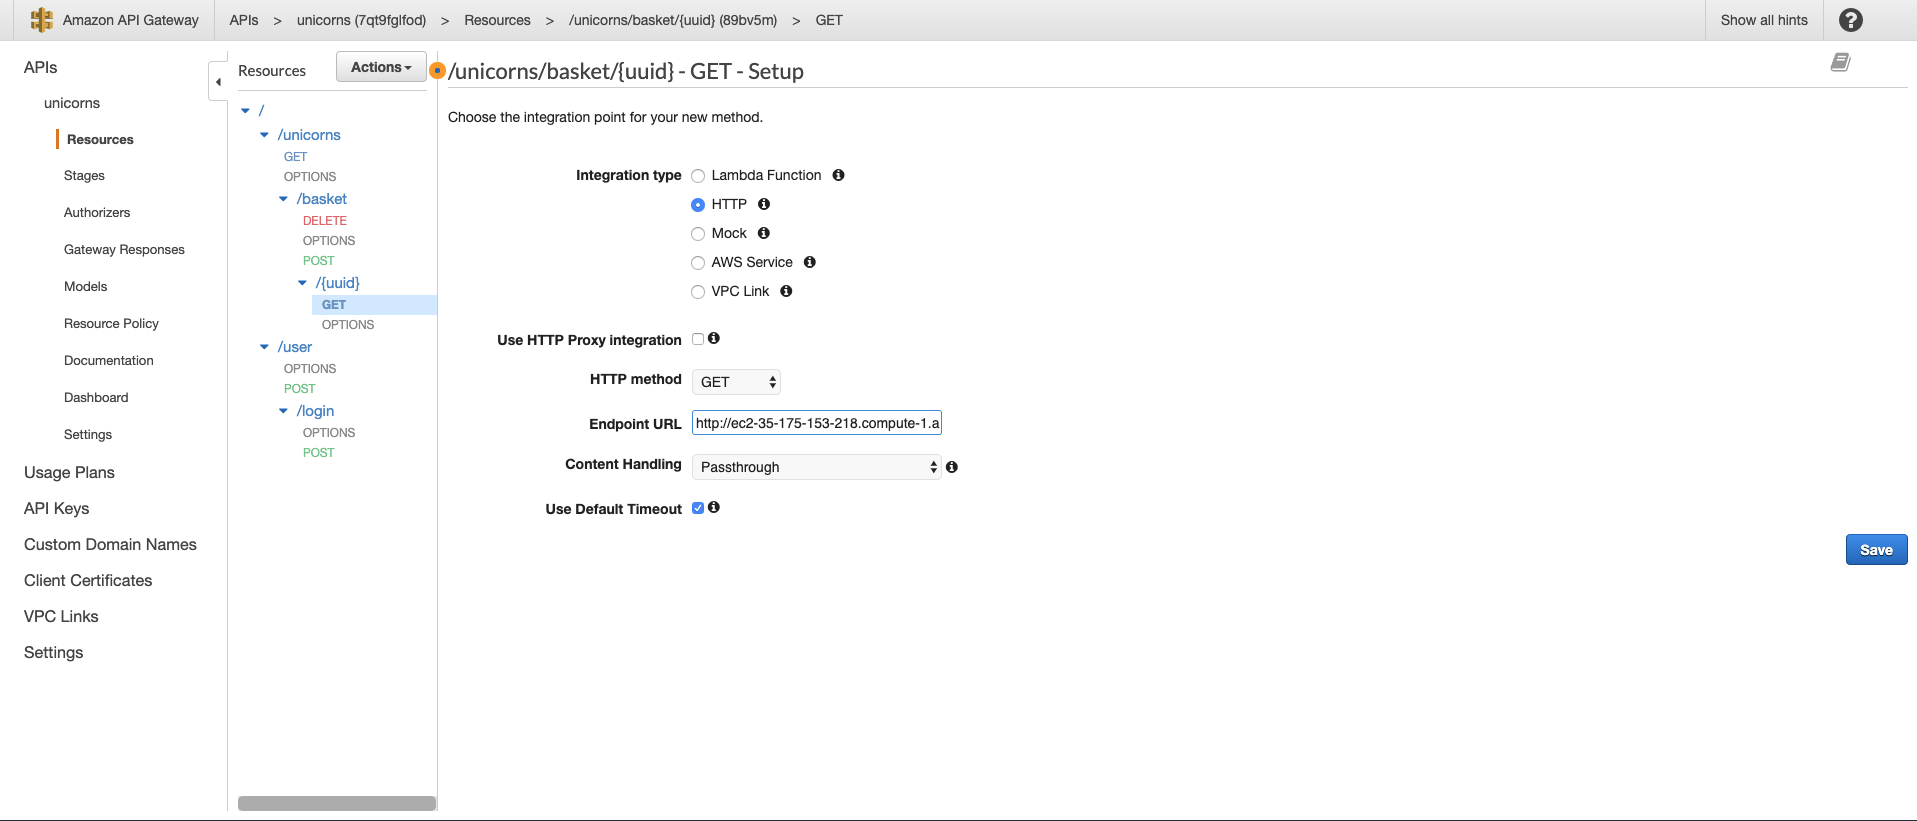 Amazon API Gateway
APIs > unicorns (7qt9fglfod) > Resources > /unicorns/basket/{uuid} (89bv5m) > GET
Show all hints
?
APIs
unicorns
Resources
Stages
Authorizers
Gateway Responses
Models
Resource Policy
Documentation
Dashboard
Settings
Usage Plans
API Keys
Custom Domain Names
Client Certificates
VPC Links
Settings
Resources
Actions
/
/unicorns
GET
OPTIONS
/basket
DELETE
OPTIONS
POST
/{uuid}
GET
OPTIONS
/user
OPTIONS
POST
/login
OPTIONS
POST
/unicorns/basket/{uuid} - GET - Setup
Choose the integration point for your new method.
Integration type
Lambda Function
HTTP
Mock
AWS Service
VPC Link
Use HTTP Proxy integration
HTTP method GET
Endpoint URL http://ec2-35-175-153-218.compute-1.a
Content Handling Passthrough
Use Default Timeout
Save